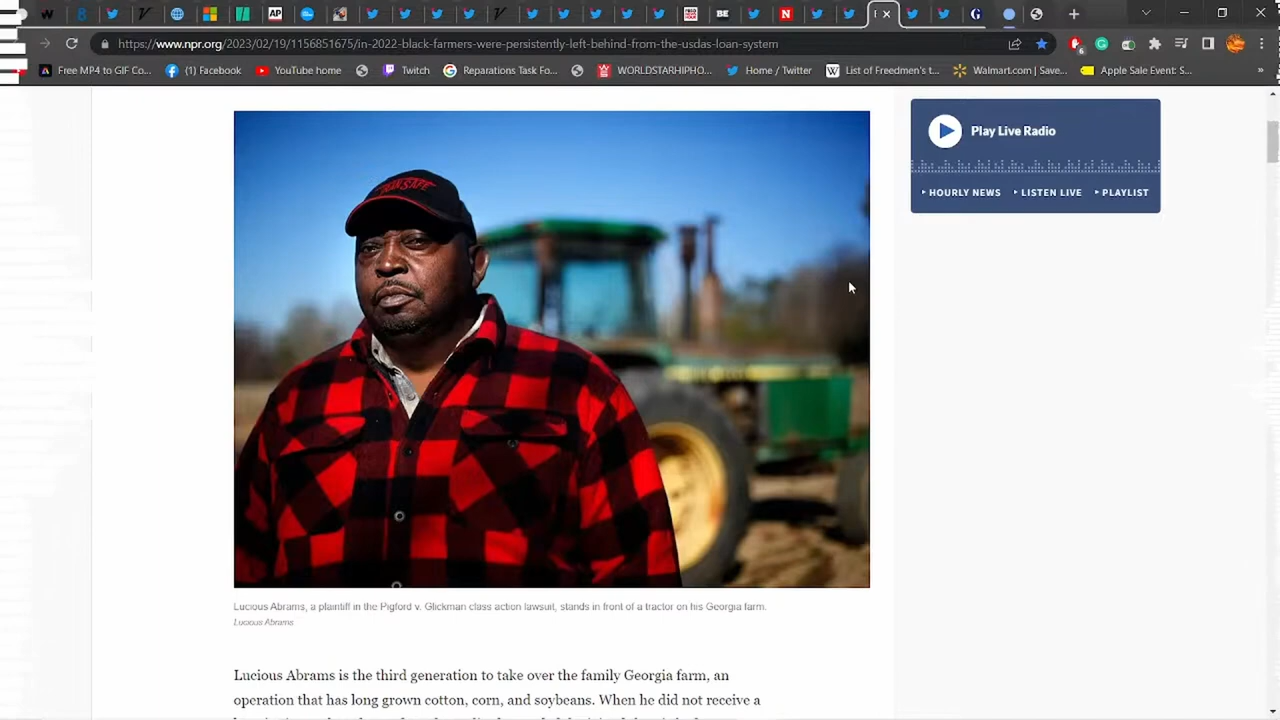 https://www.npr.org/2023/02/19/1156851675/in-2022-black-farmers-were-persistently-left-behind-from-the-usdas-loan-system
Free MP4 to GIF Co...
(1) Facebook
YouTube home
Twitch
Reparations Task Fo...
WORLDSTARHIPHO...
Home / Twitter
List of Freedmen's t...
Walmart.com | Save...
Apple Sale Event: S...
»
Play Live Radio
HOURLY NEWS
LISTEN LIVE
PLAYLIST
Lucious Abrams, a plaintiff in the Pigford v. Glickman class action lawsuit, stands in front of a tractor on his Georgia farm.
Lucious Abrams
Lucious Abrams is the third generation to take over the family Georgia farm, an
operation that has long grown cotton, corn, and soybeans. When he did not receive a